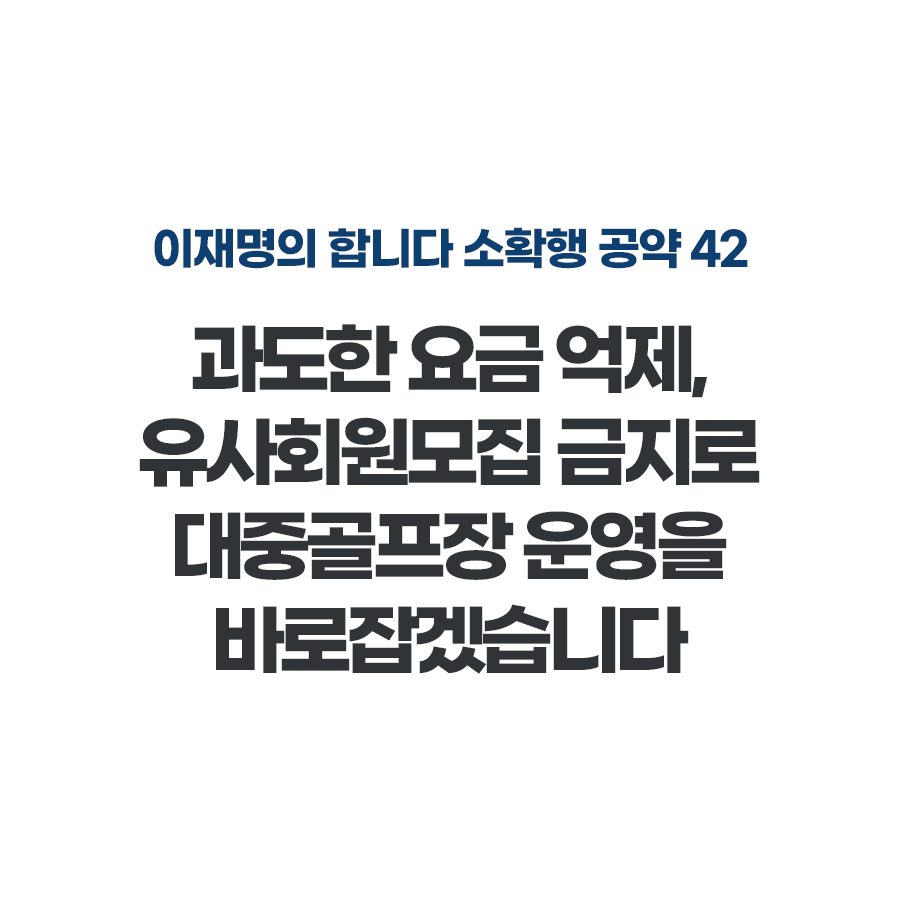 이재명의 합니다 소확행 공약 42
과도한 요금 억제,
유사회원모집 금지로
대중골프장 운영을
바로잡겠습니다